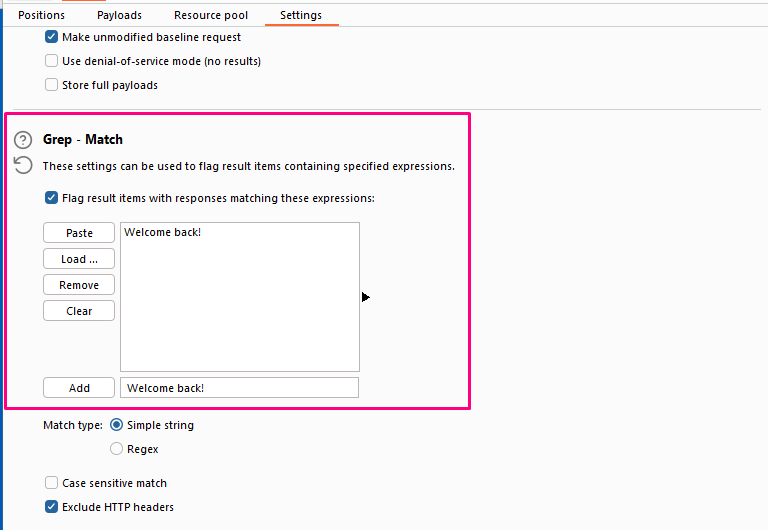 Positions Payloads Resource pool Settings
Make unmodified baseline request
Use denial-of-service mode (no results)
Store full payloads
? Grep - Match
These settings can be used to flag result items containing specified expressions.
Flag result items with responses matching these expressions:
Paste Welcome back!
Load ...
Remove
Clear
Add Welcome back!
Match type: Simple string
Regex
Case sensitive match
Exclude HTTP headers